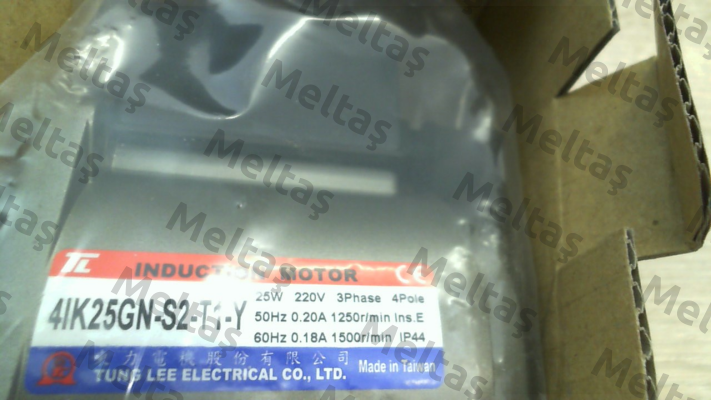 Meltaş
TL INDUCTION MOTOR CE
4IK25GN-S2-T1-Y
25W 220V 3Phase 4Pole
50Hz 0.20A 1250r/min Ins.E
60Hz 0.18A 1500r/min IP44
東力電機股份有限公司
TUNG LEE ELECTRICAL CO., LTD.
Made in Taiwan